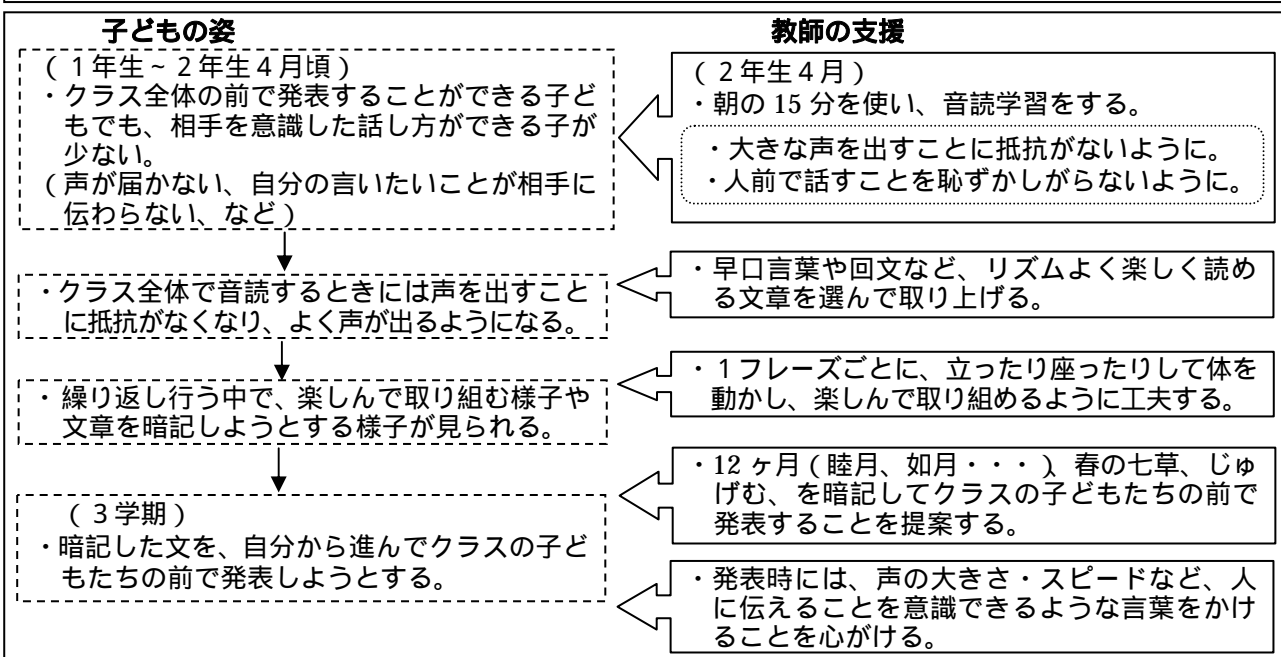 子どもの姿
（１年生～２年生４月頃）
・クラス全体の前で発表することができる子ど
もでも、相手を意識した話し方ができる子が
少ない。
（声が届かない、自分の言いたいことが相手に
伝わらない、など）
・クラス全体で音読するときには声を出すこと
に抵抗がなくなり、よく声が出るようになる。
・繰り返し行う中で、楽しんで取り組む様子や
文章を暗記しようとする様子が見られる。
（３学期）
・暗記した文を、自分から進んでクラスの子ど
もたちの前で発表しようとする。
教師の支援
（２年生４月）
・朝の 15 分を使い、音読学習をする。
・大きな声を出すことに抵抗がないように。
・人前で話すことを恥ずかしがらないように。
・早口言葉や回文など、リズムよく楽しく読め
る文章を選んで取り上げる。
・１フレーズごとに、立ったり座ったりして体を
動かし、楽しんで取り組めるように工夫する。
・12 ヶ月（睦月、如月・・・）、春の七草、じゅ
げむ、を暗記してクラスの子どもたちの前で
発表することを提案する。
・発表時には、声の大きさ・スピードなど、人
に伝えることを意識できるような言葉をかけ
ることを心がける。